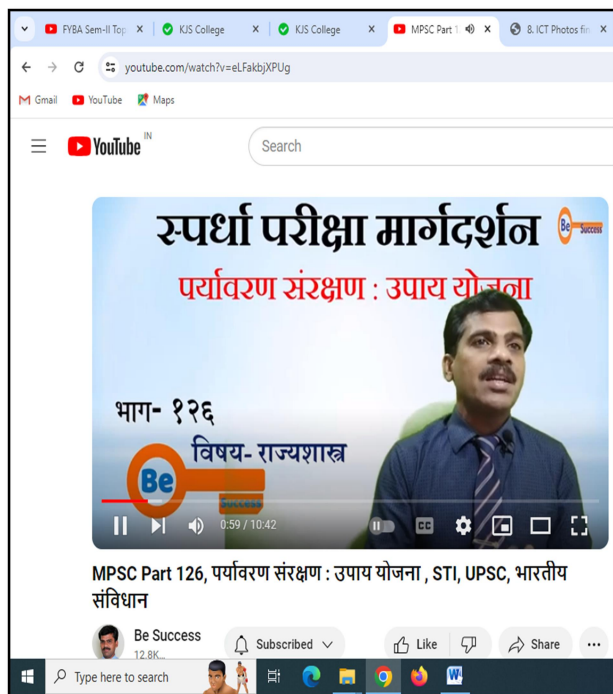 FYBA Sem-II Top
KJS College
KJS College
MPSC Part 1
8. ICT Photos fin
youtube.com/watch?v=eLFakbjXPUg
Gmail
YouTube
Maps
YouTube IN
Search
स्पर्धा परीक्षा मार्गदर्शन
Be Success
पर्यावरण संरक्षण : उपाय योजना
भाग- १२६
विषय- राज्यशास्त्र
Be
Success
0:59 / 10:42
CC
MPSC Part 126, पर्यावरण संरक्षण : उपाय योजना , STI, UPSC, भारतीय
संविधान
Be Success
12.8K...
Subscribed
Like
Share
Type here to search